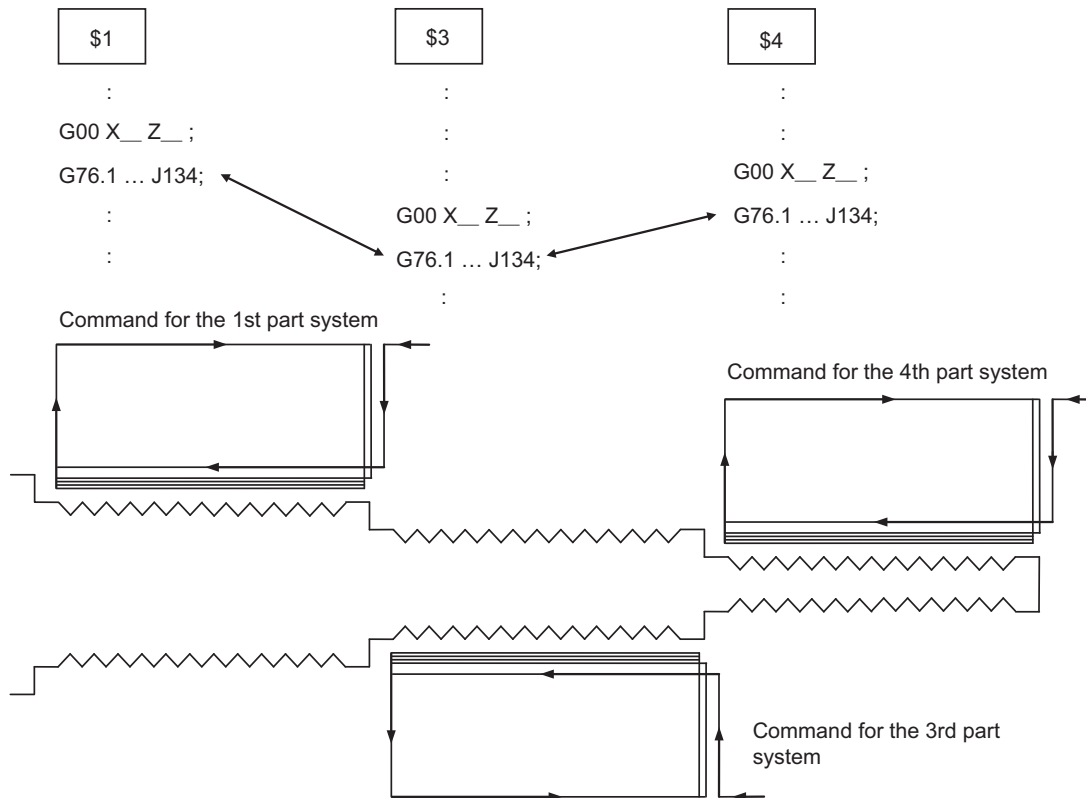 $1
$3
$4
:
:
:
G00 X__ Z__ ;
:
:
G76.1 ... J134;
:
G00 X__ Z__ ;
:
G00 X__ Z__ ;
G76.1 ... J134;
:
G76.1 ... J134;
:
:
:
Command for the 1st part system
Command for the 4th part system
Command for the 3rd part
system